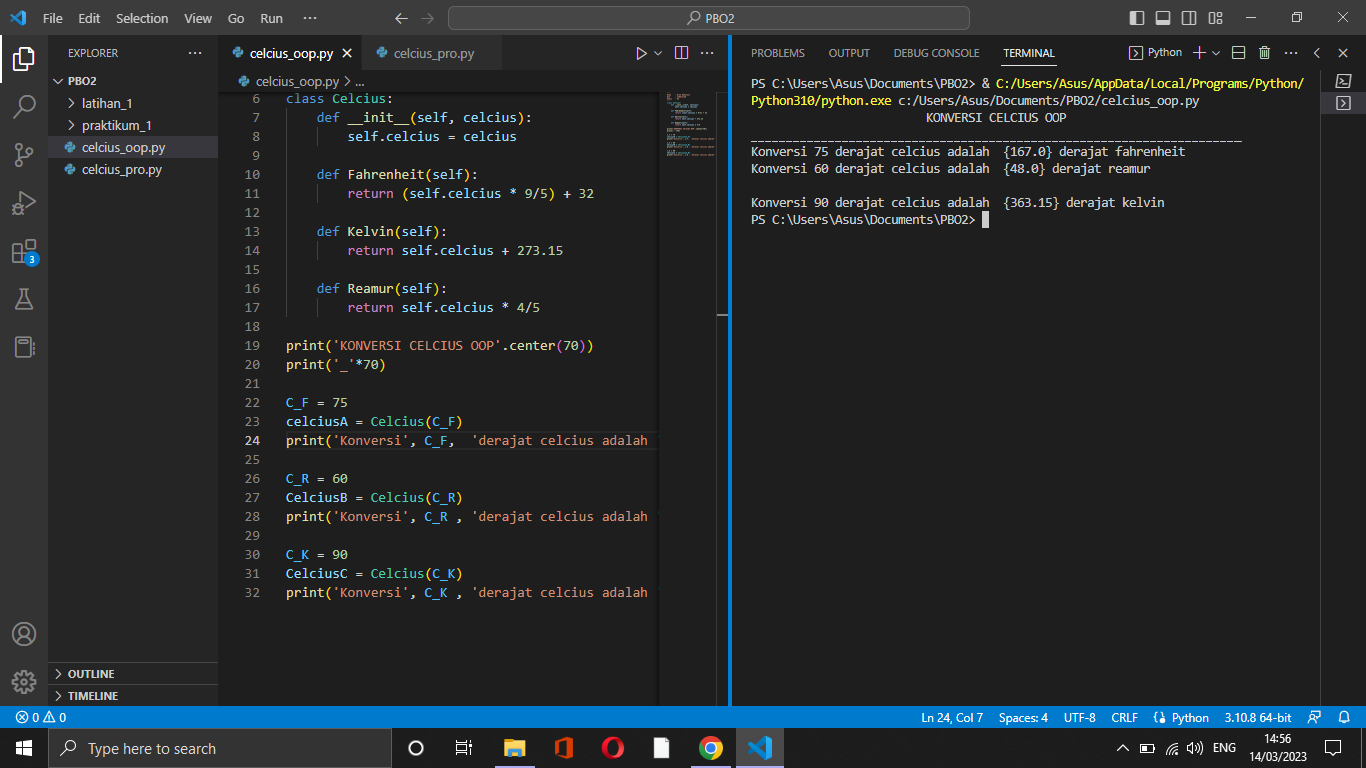 File Edit Selection View Go Run ··· PBO2
EXPLORER ···
PBO2
latihan_1
praktikum_1
celcius_oop.py
celcius_pro.py
OUTLINE
TIMELINE
3
celcius_oop.py celcius_pro.py
celcius_oop.py > ...
6 class Celcius:
7 def __init__(self, celcius):
8 self.celcius = celcius
9
10 def Fahrenheit(self):
11 return (self.celcius * 9/5) + 32
12
13 def Kelvin(self):
14 return self.celcius + 273.15
15
16 def Reamur(self):
17 return self.celcius * 4/5
18
19 print('KONVERSI CELCIUS OOP'.center(70))
20 print('_'*70)
21
22 C_F = 75
23 celciusA = Celcius(C_F)
24 print('Konversi', C_F,  'derajat celcius adalah
25
26 C_R = 60
27 CelciusB = Celcius(C_R)
28 print('Konversi', C_R , 'derajat celcius adalah
29
30 C_K = 90
31 CelciusC = Celcius(C_K)
32 print('Konversi', C_K , 'derajat celcius adalah
PROBLEMS OUTPUT DEBUG CONSOLE TERMINAL Python
PS C:\Users\Asus\Documents\PBO2> & C:/Users/Asus/AppData/Local/Programs/Python/
Python310/python.exe c:/Users/Asus/Documents/PBO2/celcius_oop.py
KONVERSI CELCIUS OOP
______________________________________________________________________
Konversi 75 derajat celcius adalah  {167.0} derajat fahrenheit
Konversi 60 derajat celcius adalah  {48.0} derajat reamur
Konversi 90 derajat celcius adalah  {363.15} derajat kelvin
PS C:\Users\Asus\Documents\PBO2>
0 0 Ln 24, Col 7 Spaces: 4 UTF-8 CRLF Python 3.10.8 64-bit
Type here to search ENG 14:56
14/03/2023